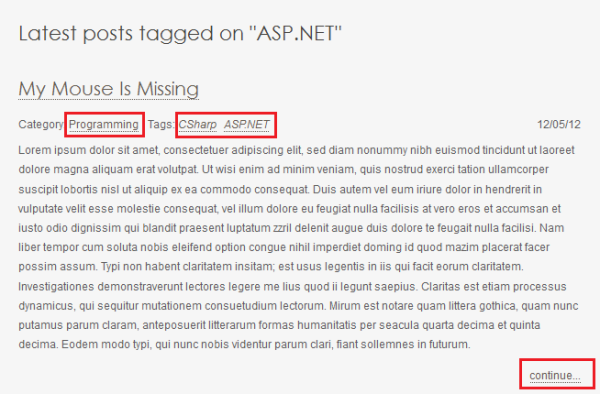 Latest posts tagged on "ASP.NET"
My Mouse Is Missing
Category: Programming Tags: CSharp ASP.NET 12/05/12
Lorem ipsum dolor sit amet, consectetuer adipiscing elit, sed diam nonummy nibh euismod tincidunt ut laoreet
dolore magna aliquam erat volutpat. Ut wisi enim ad minim veniam, quis nostrud exerci tation ullamcorper
suscipit lobortis nisl ut aliquip ex ea commodo consequat. Duis autem vel eum iriure dolor in hendrerit in
vulputate velit esse molestie consequat, vel illum dolore eu feugiat nulla facilisis at vero eros et accumsan et
iusto odio dignissim qui blandit praesent luptatum zzril delenit augue duis dolore te feugait nulla facilisi. Nam
liber tempor cum soluta nobis eleifend option congue nihil imperdiet doming id quod mazim placerat facer
possim assum. Typi non habent claritatem insitam; est usus legentis in iis qui facit eorum claritatem.
Investigationes demonstraverunt lectores legere me lius quod ii legunt saepius. Claritas est etiam processus
dynamicus, qui sequitur mutationem consuetudium lectorum. Mirum est notare quam littera gothica, quam nunc
putamus parum claram, anteposuerit litterarum formas humanitatis per seacula quarta decima et quinta
decima. Eodem modo typi, qui nunc nobis videntur parum clari, fiant sollemnes in futurum.
continue...